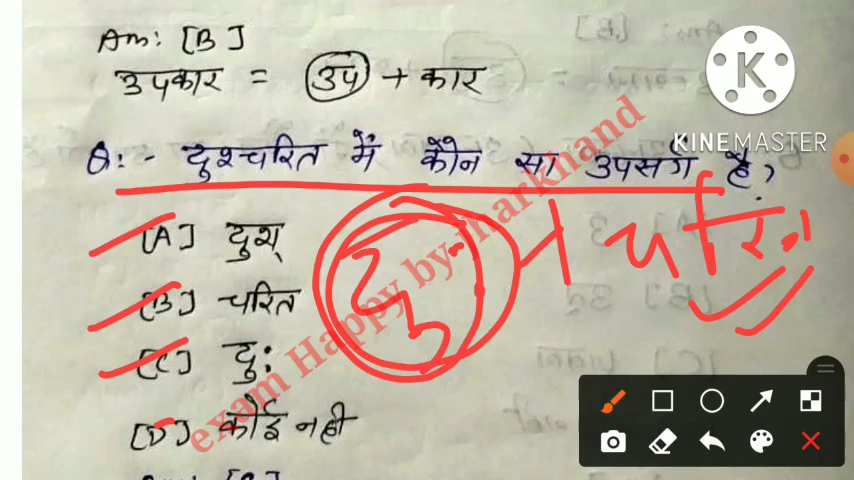 Ans: [B]
उपकार = उप + कार
KINEMASTER
Q:- दुश्चरित में कौन सा उपसर्ग है?
[A] दुश्
[B] चरित
[C] दु:
[D] कोई नही
exam Happy by jharkhand